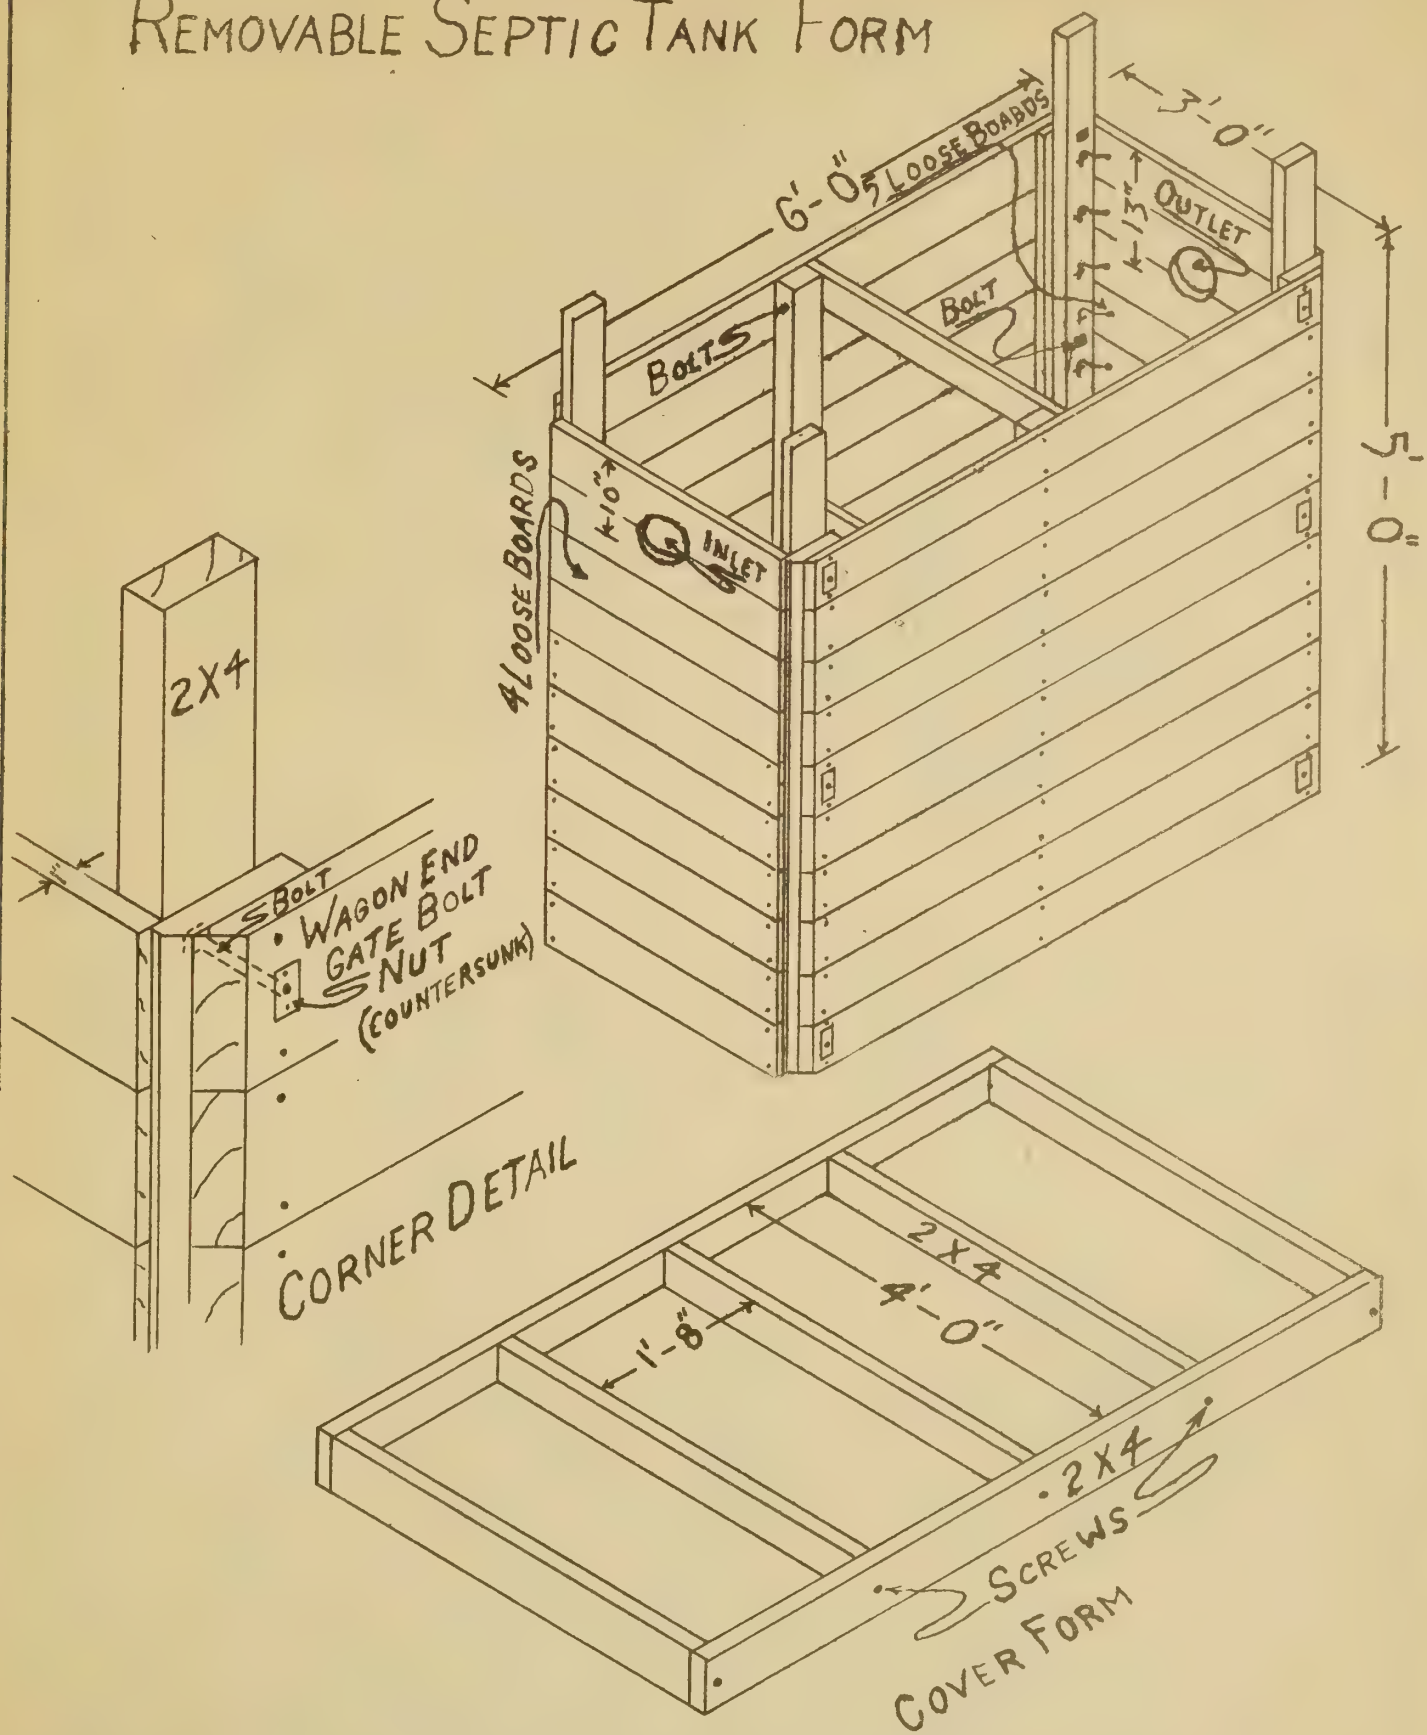 REMOVABLE SEPTIC TANK FORM
6'-0"
5 LOOSE BOARDS
3'-0"
13"
OUTLET
BOLT
BOLTS
5'-0"
4 LOOSE BOARDS
10"
INLET
2X4
1"
BOLT
WAGON END
GATE BOLT
NUT
(COUNTERSUNK)
CORNER DETAIL
2X4
4'-0"
1'-8"
2X4
SCREWS
COVER FORM